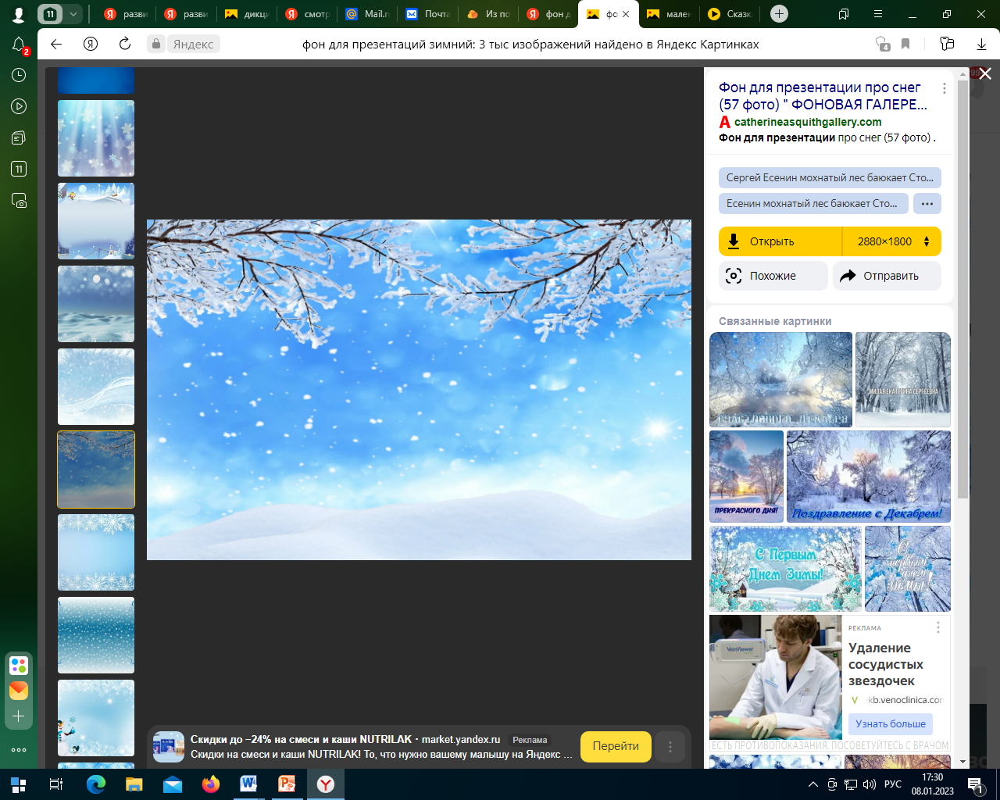 11
разви
разви
дикци
смотр
Mail.r
Почта
Из по
фон д
фо
мале
Сказк
2
Яндекс
фон для презентаций зимний: 3 тыс изображений найдено в Яндекс Картинках
4
11
Фон для презентации про снег
(57 фото) " ФОНОВАЯ ГАЛЕРЕ...
catherineasquithgallery.com
Фон для презентации про снег (57 фото) .
Сергей Есенин мохнатый лес баюкает Сто...
Есенин мохнатый лес баюкает Сто...
Открыть
2880×1800
Похожие
Отправить
Связанные картинки
МИЛАЯ ЕКАТЕРИНА СЕРГЕЕВНА
ПРЕКРАСНОГО ДНЯ!
Поздравление с Декабрем!
С Первым
Днем Зимы!
С
первым
днем
зимы!
VeinViewer
РЕКЛАМА
Удаление
сосудистых
звездочек
ekb.venoclinica.com
Узнать больше
ЕСТЬ ПРОТИВОПОКАЗАНИЯ. ПОСОВЕТУЙТЕСЬ С ВРАЧОМ
Скидки до −24% на смеси и каши NUTRILAK · market.yandex.ru Реклама
Скидки на смеси и каши NUTRILAK! То, что нужно вашему малышу на Яндекс ...
Перейти
РУС
17:30
08.01.2023
1